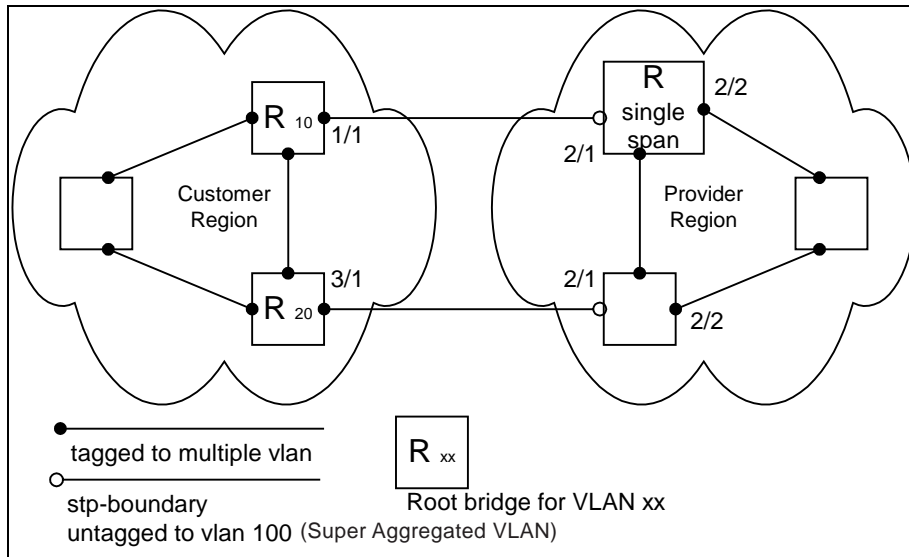 R 10
1/1
Customer
Region
3/1
R 20
R
single
span
2/2
2/1
Provider
Region
2/1
2/2
tagged to multiple vlan
stp-boundary
untagged to vlan 100 (Super Aggregated VLAN)
R xx
Root bridge for VLAN xx